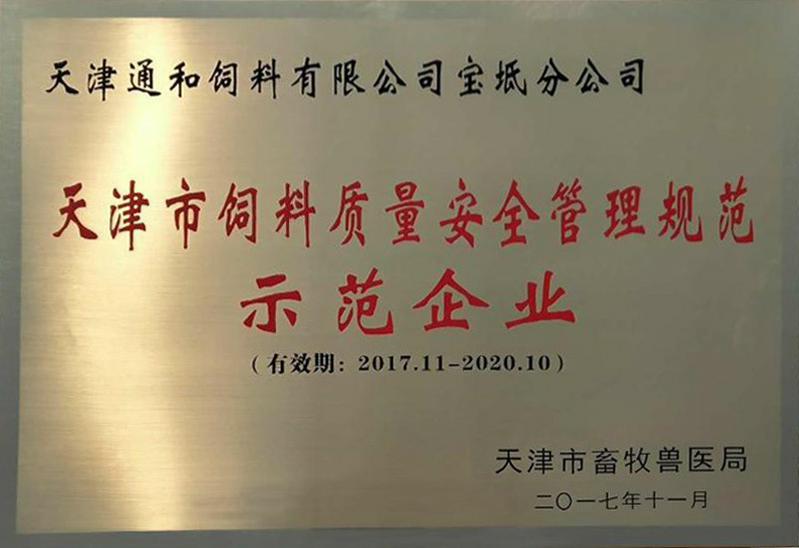 天津通和饲料有限公司宝坻分公司
天津市饲料质量安全管理规范
示范企业
（有效期：2017.11-2020.10）
天津市畜牧兽医局
二〇一七年十一月